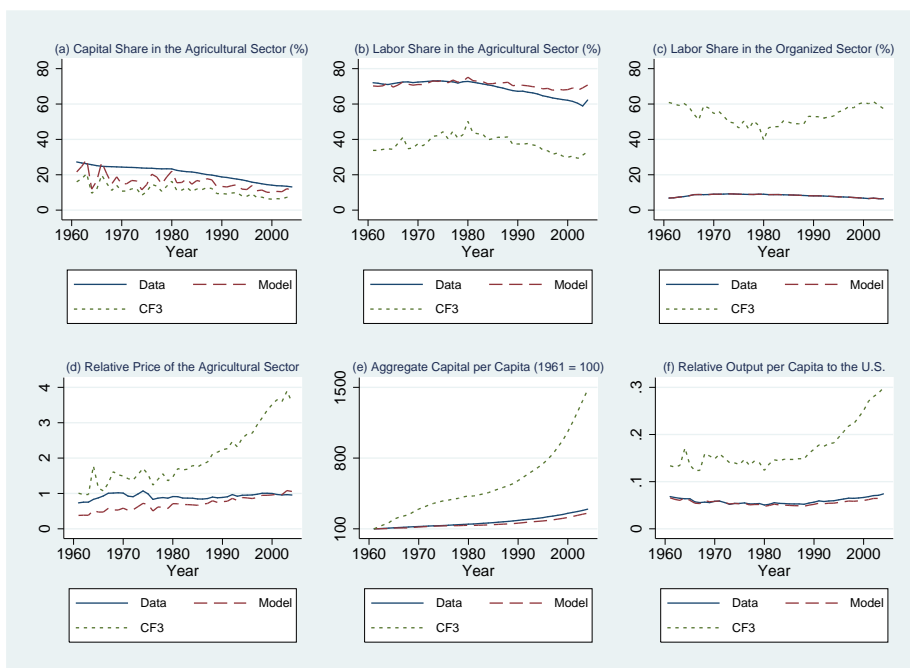 (a) Capital Share in the Agricultural Sector (%)
80
60
40
20
0
1960 1970 1980 1990 2000
Year
Data Model
CF3
(b) Labor Share in the Agricultural Sector (%)
80
60
40
20
0
1960 1970 1980 1990 2000
Year
Data Model
CF3
(c) Labor Share in the Organized Sector (%)
80
60
40
20
0
1960 1970 1980 1990 2000
Year
Data Model
CF3
(d) Relative Price of the Agricultural Sector
4
3
2
1
0
1960 1970 1980 1990 2000
Year
Data Model
CF3
(e) Aggregate Capital per Capita (1961 = 100)
1500
800
100
1960 1970 1980 1990 2000
Year
Data Model
CF3
(f) Relative Output per Capita to the U.S.
.3
.2
.1
0
1960 1970 1980 1990 2000
Year
Data Model
CF3